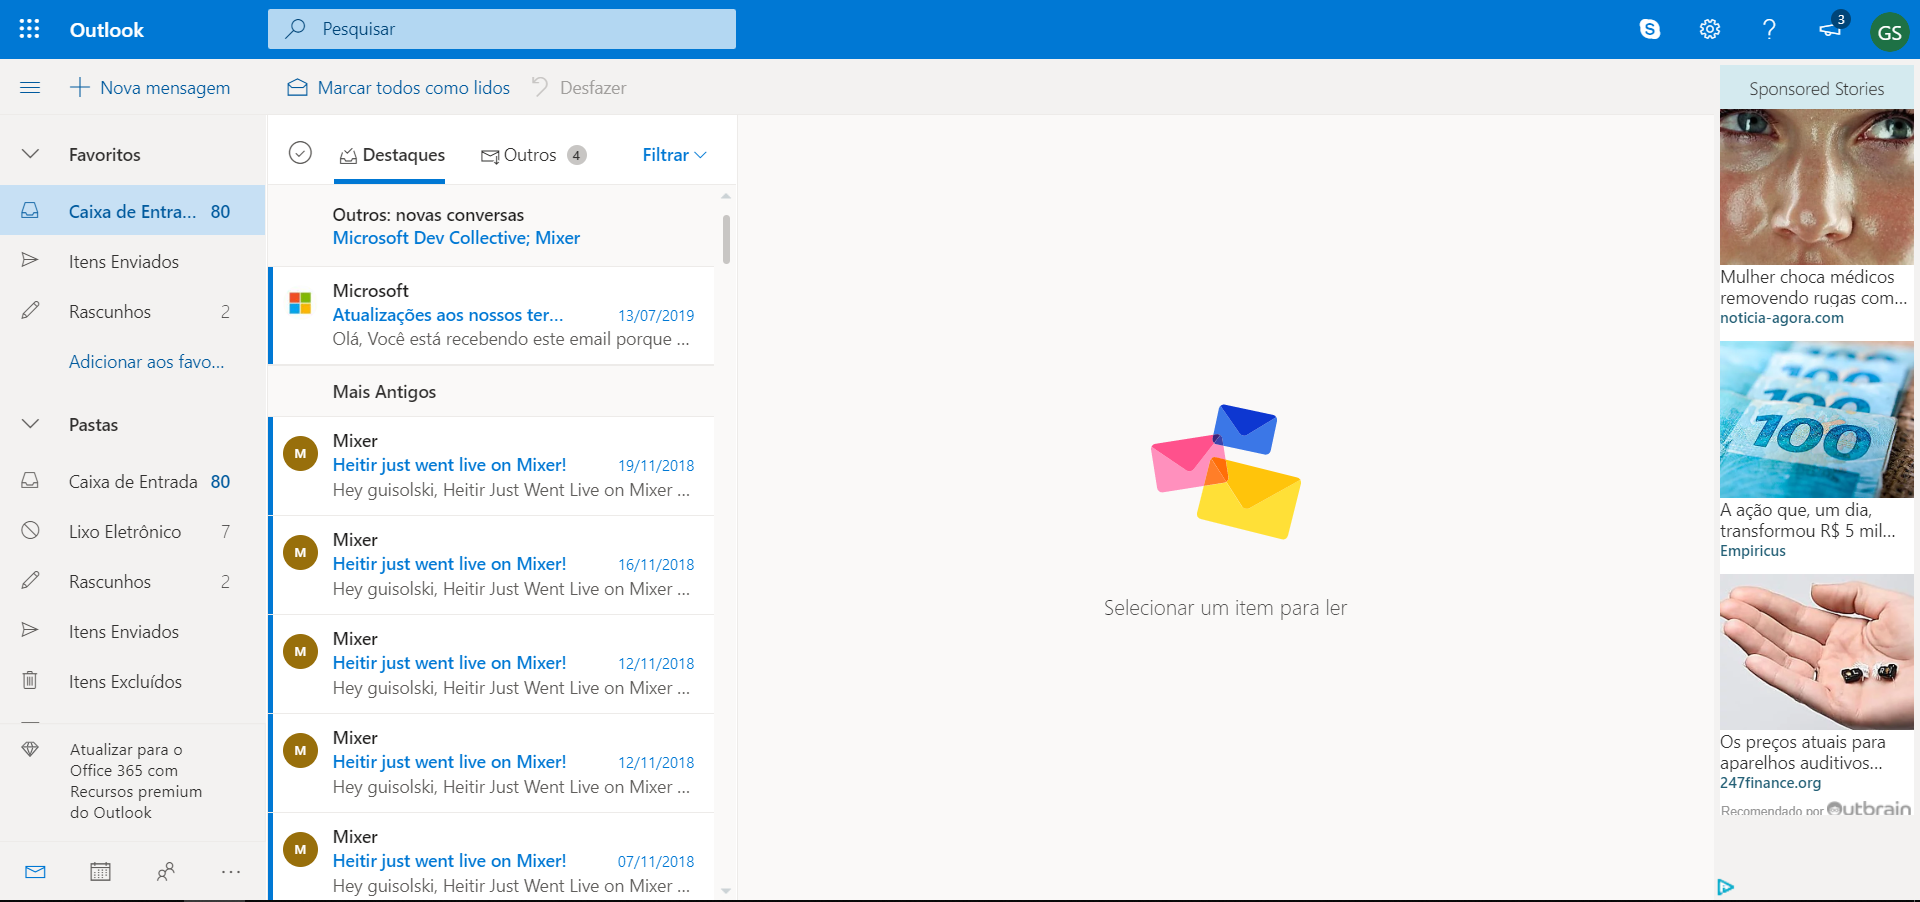 Outlook
Pesquisar
3
GS
Nova mensagem
Marcar todos como lidos
Desfazer
Favoritos
Caixa de Entra... 80
Itens Enviados
Rascunhos 2
Adicionar aos favo...
Pastas
Caixa de Entrada 80
Lixo Eletrônico 7
Rascunhos 2
Itens Enviados
Itens Excluídos
Atualizar para o
Office 365 com
Recursos premium
do Outlook
Destaques
Outros 4
Filtrar
Outros: novas conversas
Microsoft Dev Collective; Mixer
Microsoft
Atualizações aos nossos ter... 13/07/2019
Olá, Você está recebendo este email porque ...
Mais Antigos
M
Mixer
Heitir just went live on Mixer! 19/11/2018
Hey guisolski, Heitir Just Went Live on Mixer ...
M
Mixer
Heitir just went live on Mixer! 16/11/2018
Hey guisolski, Heitir Just Went Live on Mixer ...
M
Mixer
Heitir just went live on Mixer! 12/11/2018
Hey guisolski, Heitir Just Went Live on Mixer ...
M
Mixer
Heitir just went live on Mixer! 12/11/2018
Hey guisolski, Heitir Just Went Live on Mixer ...
M
Mixer
Heitir just went live on Mixer! 07/11/2018
Hey guisolski, Heitir Just Went Live on Mixer ...
Selecionar um item para ler
Sponsored Stories
Mulher choca médicos
removendo rugas com...
noticia-agora.com
100
100
100
A ação que, um dia,
transformou R$ 5 mil...
Empiricus
Os preços atuais para
aparelhos auditivos...
247finance.org
Recomendado por Outbrain